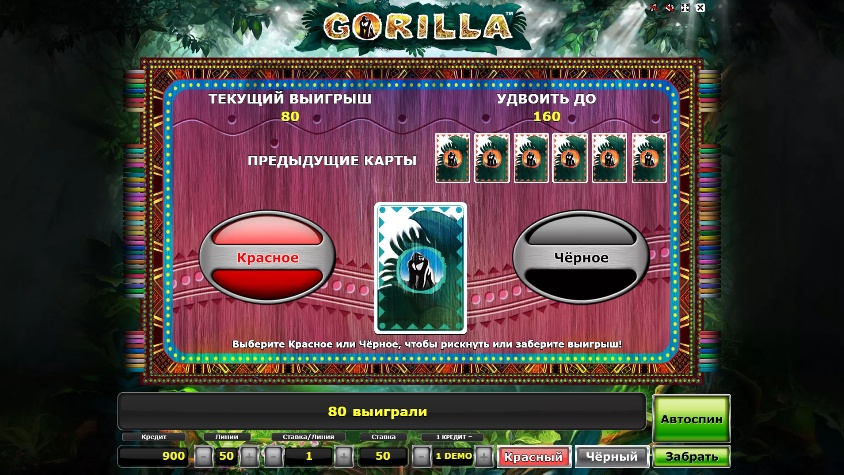 GORILLA™
ТЕКУЩИЙ ВЫИГРЫШ
80
УДВОИТЬ ДО
160
ПРЕДЫДУЩИЕ КАРТЫ
Красное
Чёрное
Выберите Красное или Чёрное, чтобы рискнуть или заберите выигрыш!
80 выиграли
Автоспин
Кредит Линии Ставка/Линия Ставка 1 КРЕДИТ =
900 50 1 50 1 DEMO Красный Чёрный Забрать